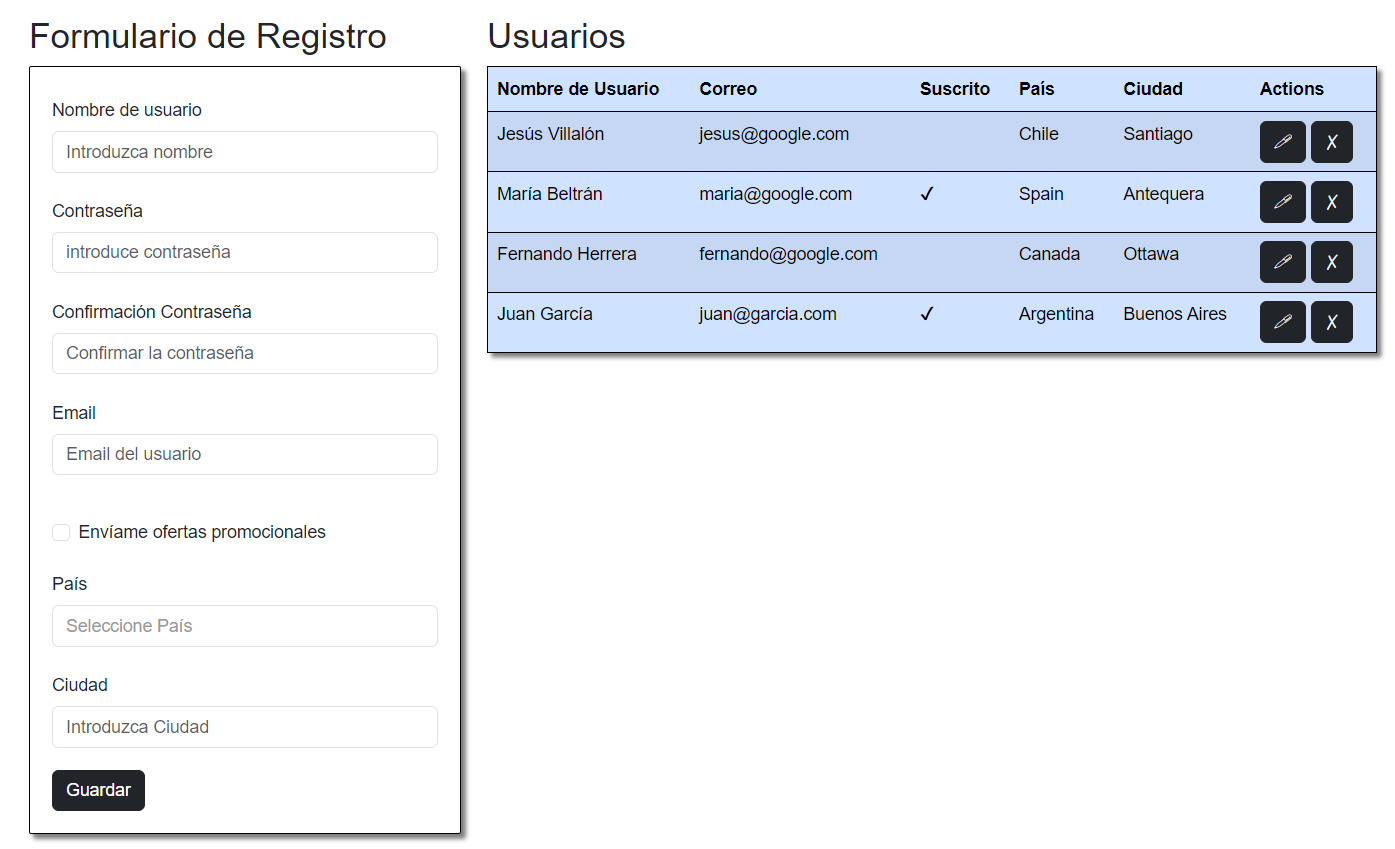 Formulario de Registro
Nombre de usuario
Introduzca nombre
Contraseña
introduce contraseña
Confirmación Contraseña
Confirmar la contraseña
Email
Email del usuario
Envíame ofertas promocionales
País
Seleccione País
Ciudad
Introduzca Ciudad
Guardar
Usuarios
Nombre de Usuario Correo Suscrito País Ciudad Actions
Jesús Villalón jesus@google.com Chile Santiago X
María Beltrán maria@google.com ✓ Spain Antequera X
Fernando Herrera fernando@google.com Canada Ottawa X
Juan García juan@garcia.com ✓ Argentina Buenos Aires X